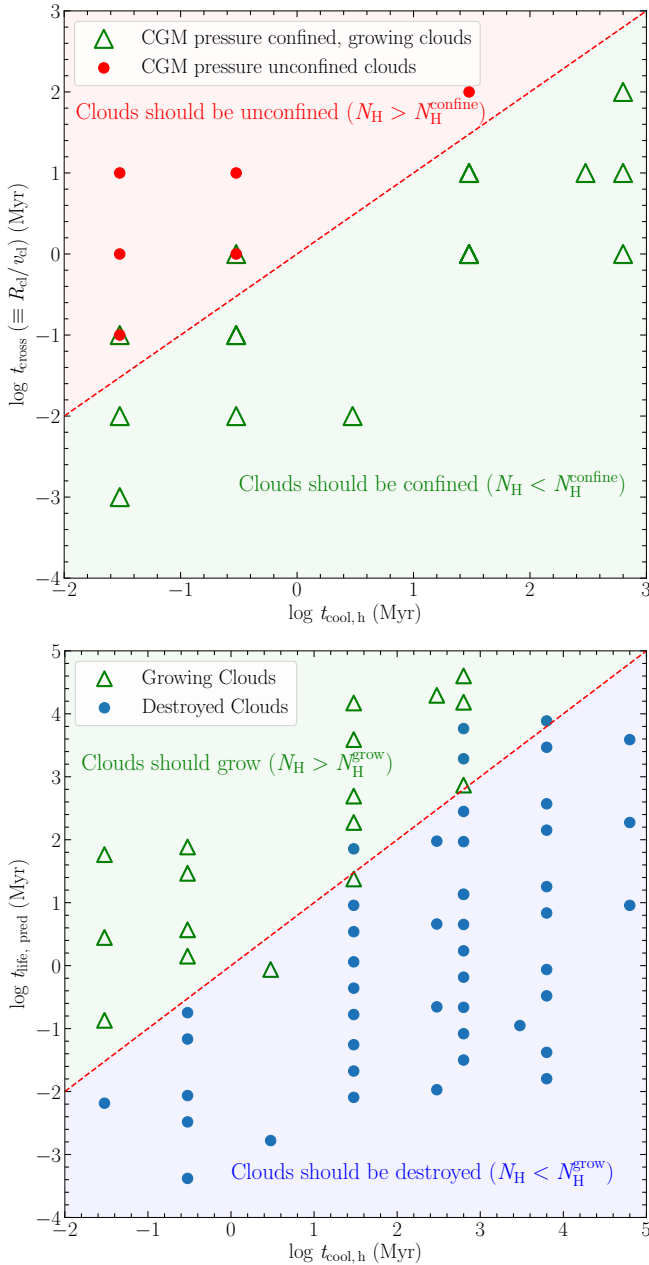 3
2
1
0
−1
−2
−3
−4
log t_cross (≡ R_cl/v_cl) (Myr)
CGM pressure confined, growing clouds
CGM pressure unconfined clouds
Clouds should be unconfined (N_H > N_H^confine)
Clouds should be confined (N_H < N_H^confine)
−2 −1 0 1 2 3
log t_cool, h (Myr)
5
4
3
2
1
0
−1
−2
−3
−4
log t_life, pred (Myr)
Growing Clouds
Destroyed Clouds
Clouds should grow (N_H > N_H^grow)
Clouds should be destroyed (N_H < N_H^grow)
−2 −1 0 1 2 3 4 5
log t_cool, h (Myr)